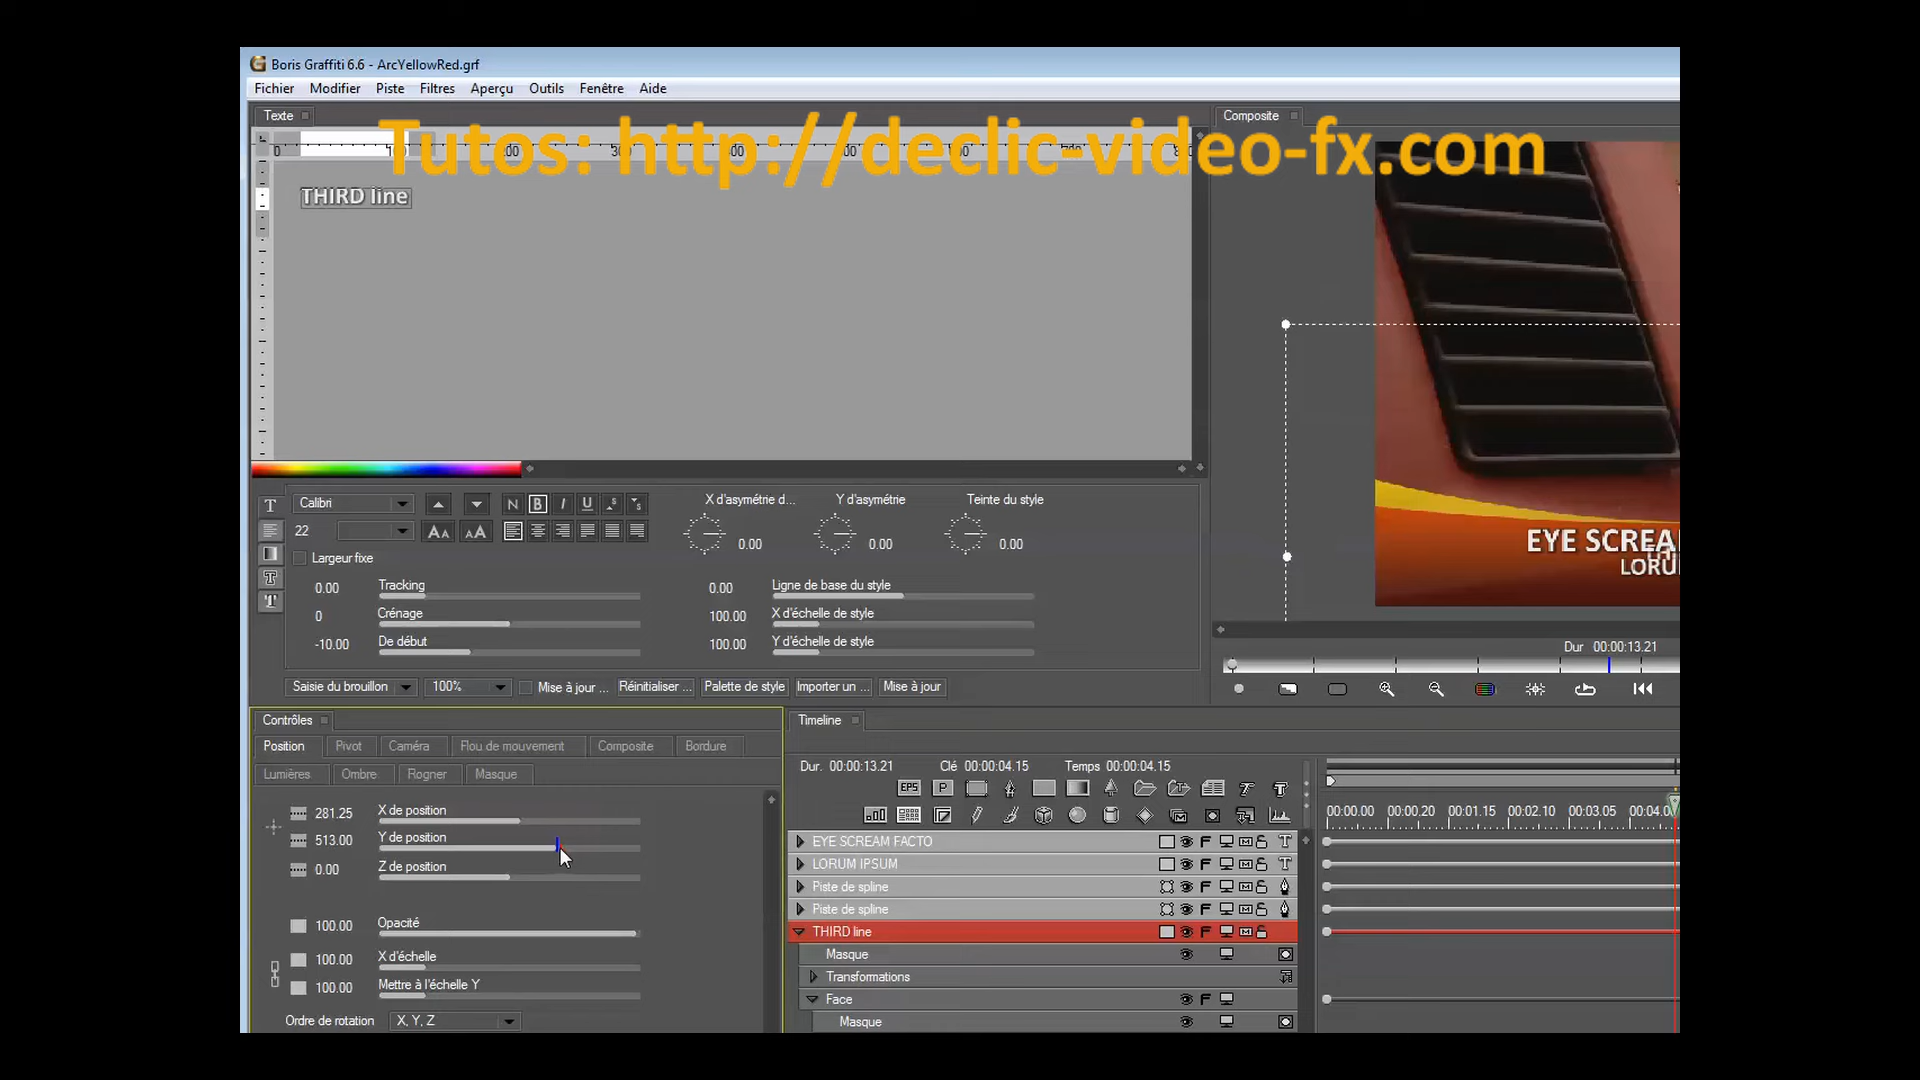 Boris Graffiti 6.6 - ArcYellowRed.grf
Fichier Modifier Piste Filtres Aperçu Outils Fenêtre Aide
Texte
Composite
Tutos: http://declic-video-fx.com
THIRD line
EYE SCREA
LORU
Calibri
N B I U
X d'asymétrie d... Y d'asymétrie Teinte du style
22
0.00 0.00 0.00
Largeur fixe
0.00 Tracking 0.00 Ligne de base du style
0 Crénage 100.00 X d'échelle de style
-10.00 De début 100.00 Y d'échelle de style
Dur 00:00:13.21
Saisie du brouillon 100% Mise à jour ... Réinitialiser ... Palette de style Importer un ... Mise à jour
Contrôles
Position Pivot Caméra Flou de mouvement Composite Bordure
Lumières Ombre Rogner Masque
281.25 X de position
513.00 Y de position
0.00 Z de position
100.00 Opacité
100.00 X d'échelle
100.00 Mettre à l'échelle Y
Ordre de rotation X, Y, Z
Timeline
Dur. 00:00:13.21 Clé 00:00:04.15 Temps 00:00:04.15
EPS P
00:00.00 00:00.20 00:01.15 00:02.10 00:03.05 00:04.0
EYE SCREAM FACTO
LORUM IPSUM
Piste de spline
Piste de spline
THIRD line
Masque
Transformations
Face
Masque